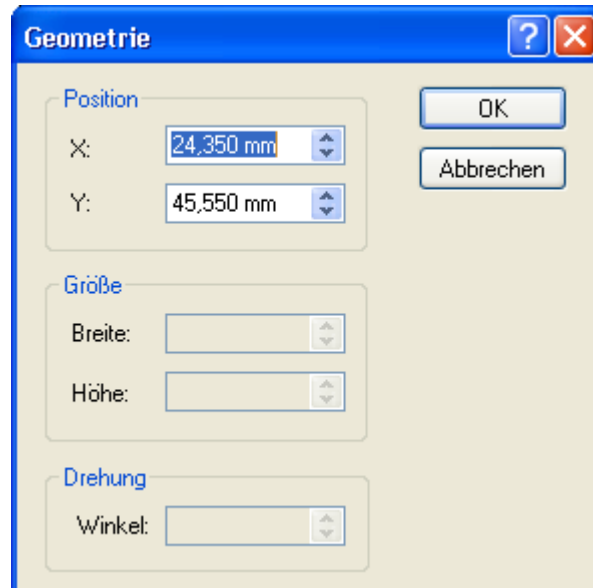 Geometrie
Position
X: 24,350 mm
Y: 45,550 mm
OK
Abbrechen
Größe
Breite:
Höhe:
Drehung
Winkel: